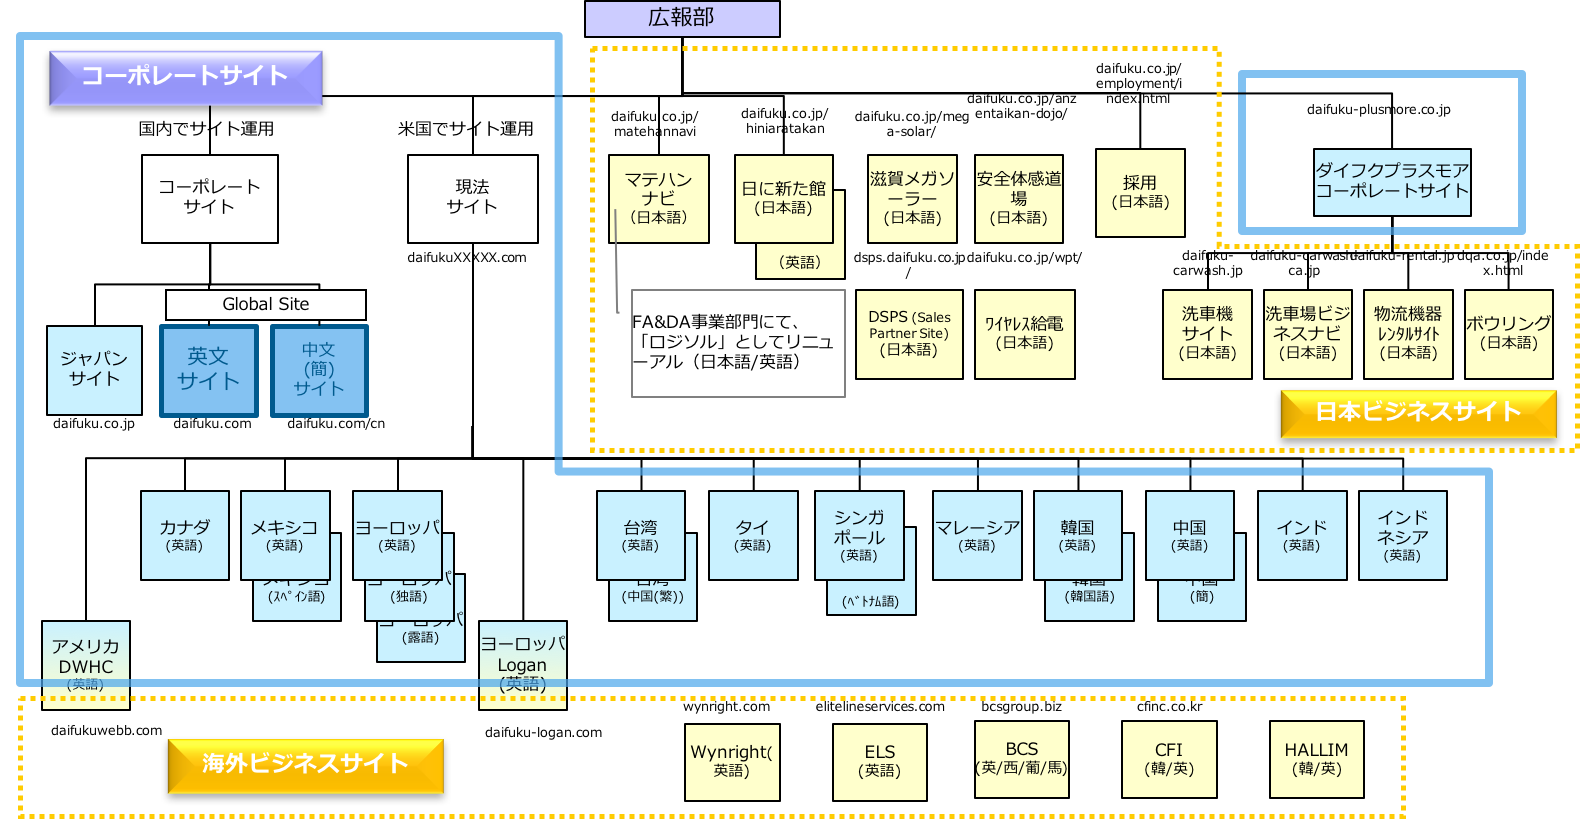 広報部
コーポレートサイト
国内でサイト運用
米国でサイト運用
daifuku.co.jp/
matehannavi
daifuku.co.jp/
hiniaratakan
daifuku.co.jp/meg
a-solar/
daifuku.co.jp/anz
entaikan-dojo/
daifuku.co.jp/
employment/i
ndex.html
daifuku-plusmore.co.jp
コーポレート
サイト
現法
サイト
マテハン
ナビ
(日本語)
日に新た館
(日本語)
(英語)
滋賀メガソ
ーラー
(日本語)
安全体感道
場
(日本語)
採用
(日本語)
ダイフクプラスモア
コーポレートサイト
daifukuXXXXX.com
dsps.daifuku.co.jp
/
daifuku.co.jp/wpt/
daifuku-
carwash.jp
daifuku-carwash-
ca.jp
daifuku-rental.jp
dqa.co.jp/inde
x.html
Global Site
ジャパン
サイト
英文
サイト
中文
(簡)
サイト
daifuku.co.jp
daifuku.com
daifuku.com/cn
FA&DA事業部門にて、
「ロジソル」としてリニュ
ーアル（日本語/英語）
DSPS (Sales
Partner Site)
(日本語)
ﾜｲﾔﾚｽ給電
(日本語)
洗車機
サイト
(日本語)
洗車場ビジ
ネスナビ
(日本語)
物流機器
ﾚﾝﾀﾙｻｲﾄ
(日本語)
ボウリング
(日本語)
日本ビジネスサイト
カナダ
(英語)
メキシコ
(英語)
メキシコ
(ｽﾍﾟｲﾝ語)
ヨーロッパ
(英語)
ヨーロッパ
(独語)
ヨーロッパ
(露語)
台湾
(英語)
台湾
(中国(繁))
タイ
(英語)
シンガ
ポール
(英語)
(ﾍﾞﾄﾅﾑ語)
マレーシア
(英語)
韓国
(英語)
韓国
(韓国語)
中国
(英語)
中国
(簡)
インド
(英語)
インド
ネシア
(英語)
アメリカ
DWHC
(英語)
ヨーロッパ
Logan
(英語)
daifukuwebb.com
daifuku-logan.com
海外ビジネスサイト
wynright.com
elitelineservices.com
bcsgroup.biz
cfinc.co.kr
Wynright(
英語)
ELS
(英語)
BCS
(英/西/葡/馬)
CFI
(韓/英)
HALLIM
(韓/英)